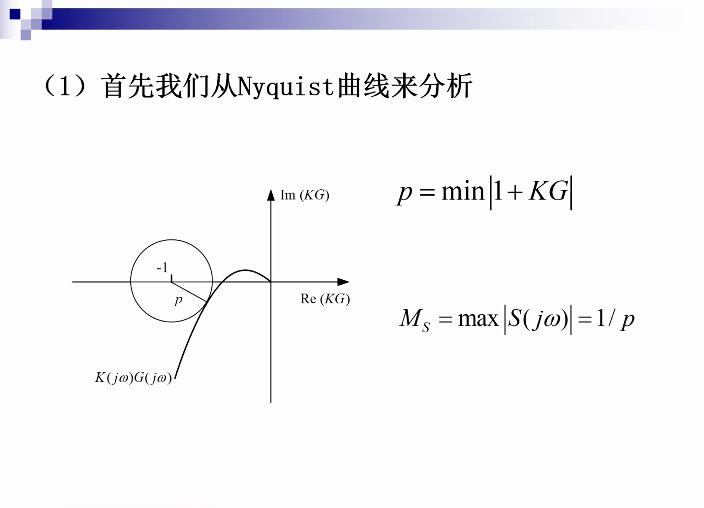 （1）首先我们从Nyquist曲线来分析
Im (KG)
p = min|1 + KG|
-1
p
Re (KG)
M_S = max|S(jω)| = 1/ p
K(jω)G(jω)